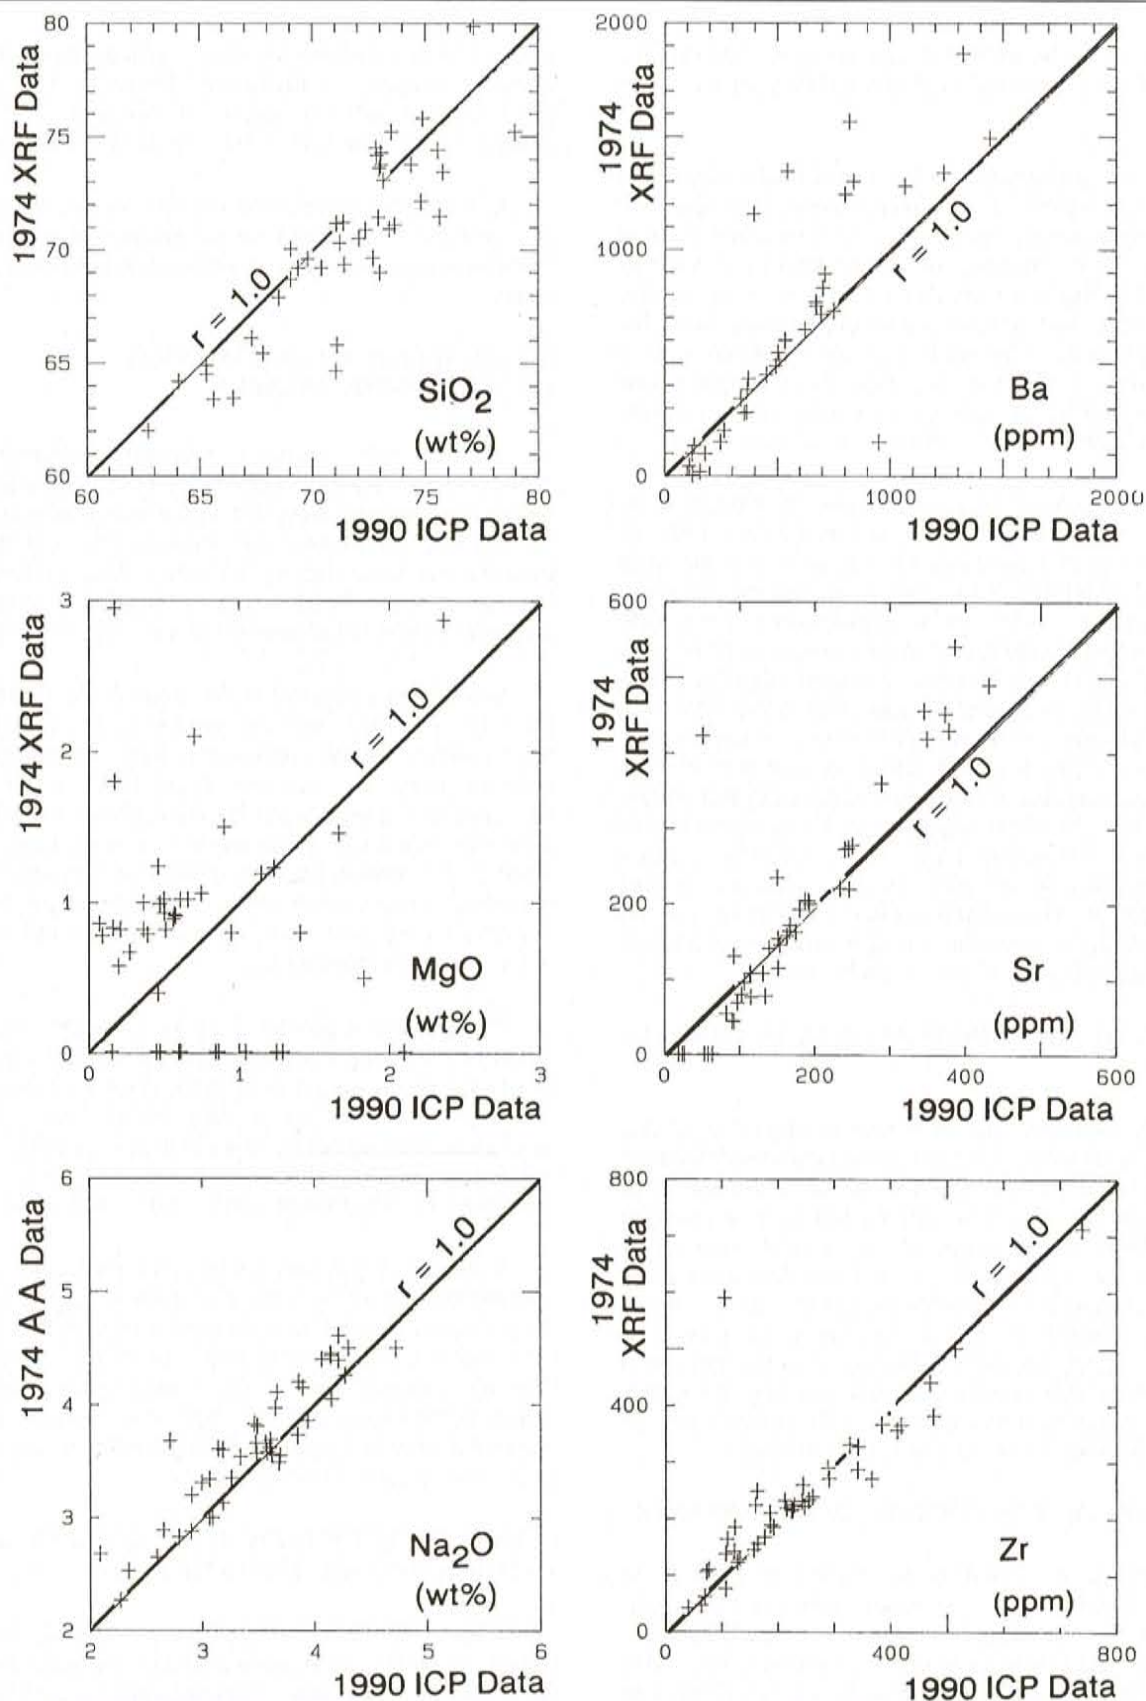 80
75
70
65
60
1974 XRF Data
r = 1.0
SiO2
(wt%)
60 65 70 75 80
1990 ICP Data
2000
1000
0
1974
XRF Data
r = 1.0
Ba
(ppm)
0 1000 2000
1990 ICP Data
3
2
1
0
1974 XRF Data
r = 1.0
MgO
(wt%)
0 1 2 3
1990 ICP Data
600
200
0
1974
XRF Data
r = 1.0
Sr
(ppm)
0 200 400 600
1990 ICP Data
6
5
4
3
2
1974 AA Data
r = 1.0
Na2O
(wt%)
2 3 4 5 6
1990 ICP Data
800
400
0
1974
XRF Data
r = 1.0
Zr
(ppm)
0 400 800
1990 ICP Data